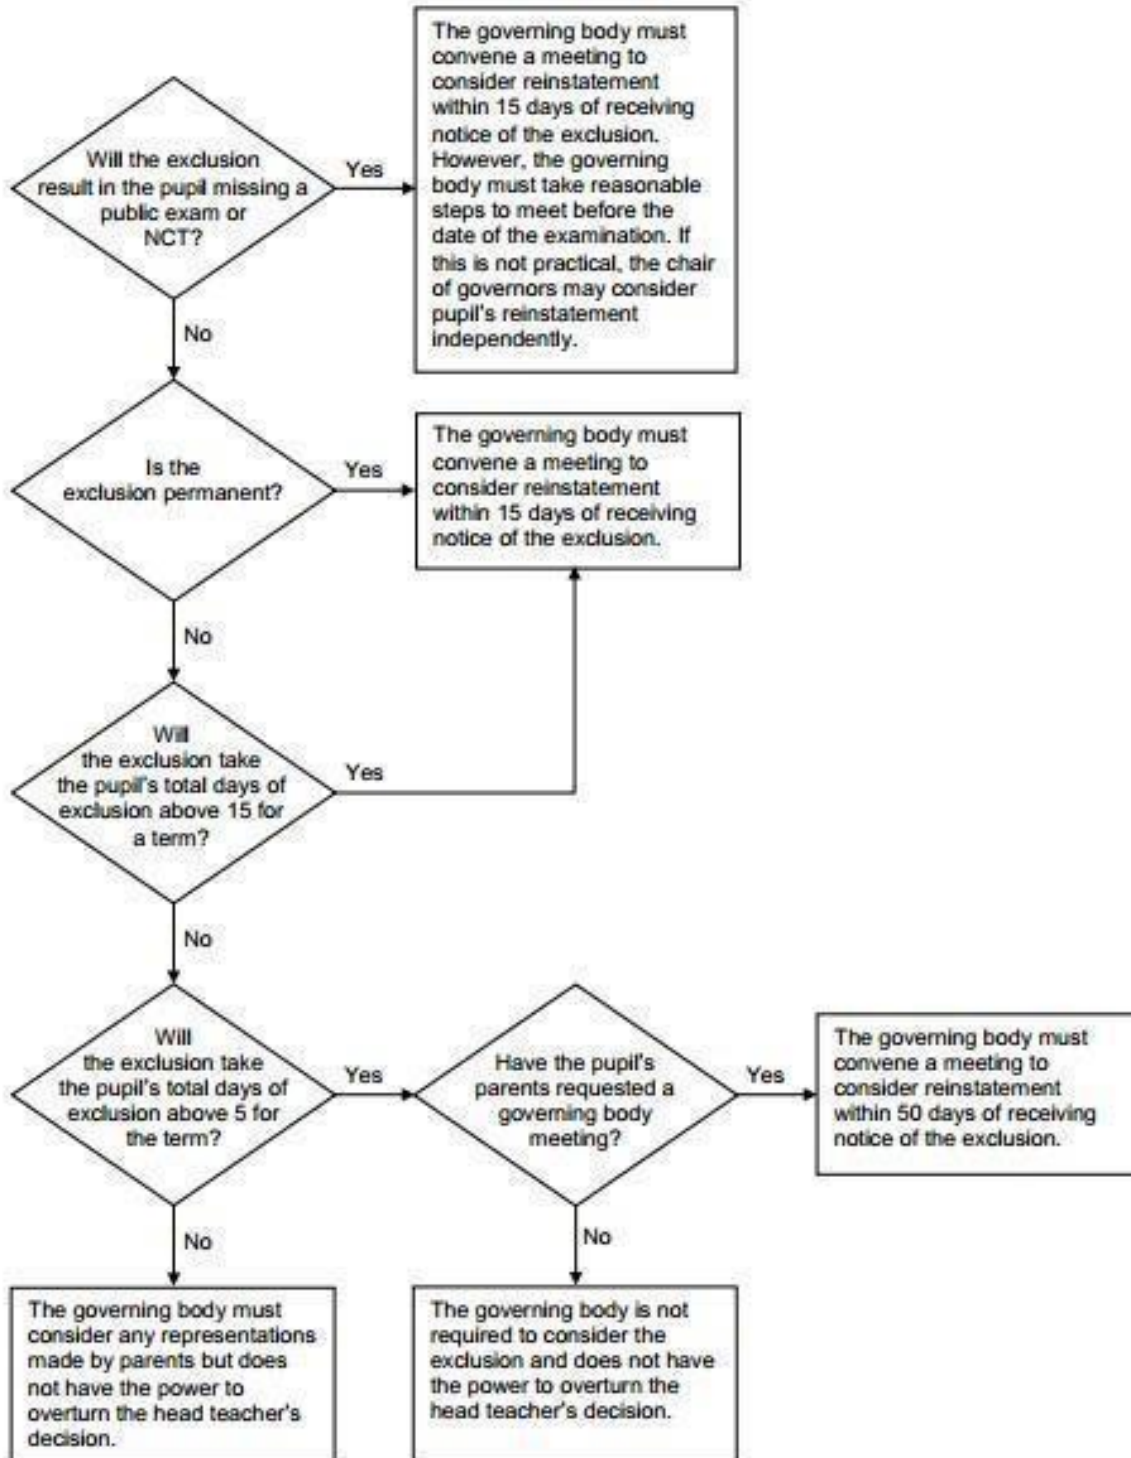 The governing body must
convene a meeting to
consider reinstatement
within 15 days of receiving
notice of the exclusion.
However, the governing
body must take reasonable
steps to meet before the
date of the examination. If
this is not practical, the chair
of governors may consider
pupil's reinstatement
independently.
Will the exclusion
result in the pupil missing a
public exam or
NCT?
Yes
No
Is the
exclusion permanent?
Yes
The governing body must
convene a meeting to
consider reinstatement
within 15 days of receiving
notice of the exclusion.
No
Will
the exclusion take
the pupil's total days of
exclusion above 15 for
a term?
Yes
No
Will
the exclusion take
the pupil's total days of
exclusion above 5 for
the term?
Yes
Have the pupil's
parents requested a
governing body
meeting?
Yes
The governing body must
convene a meeting to
consider reinstatement
within 50 days of receiving
notice of the exclusion.
No
No
The governing body must
consider any representations
made by parents but does
not have the power to
overturn the head teacher's
decision.
The governing body is not
required to consider the
exclusion and does not have
the power to overturn the
head teacher's decision.